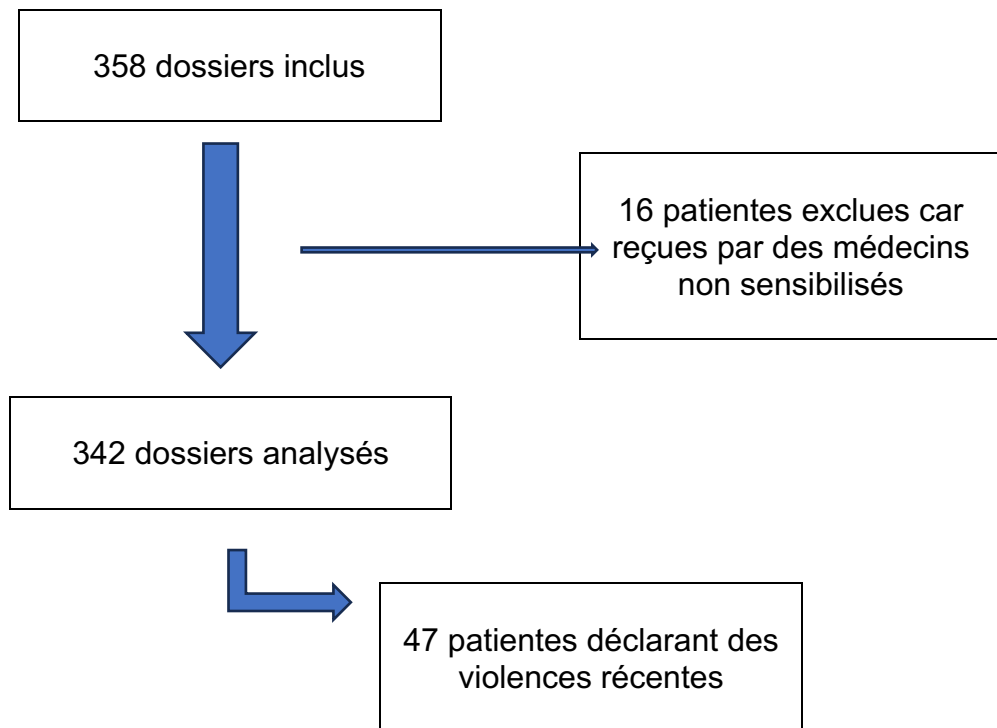 358 dossiers inclus
16 patientes exclues car
reçues par des médecins
non sensibilisés
342 dossiers analysés
47 patientes déclarant des
violences récentes